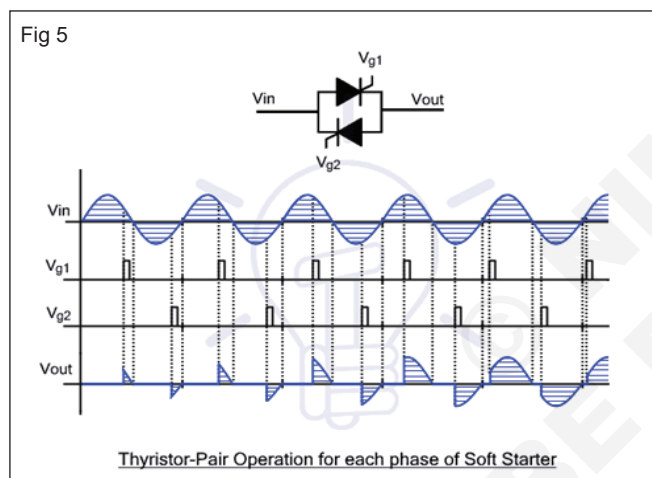 Fig 5
Vg1
Vin Vout
Vg2
Vin
Vg1
Vg2
Vout
Thyristor-Pair Operation for each phase of Soft Starter